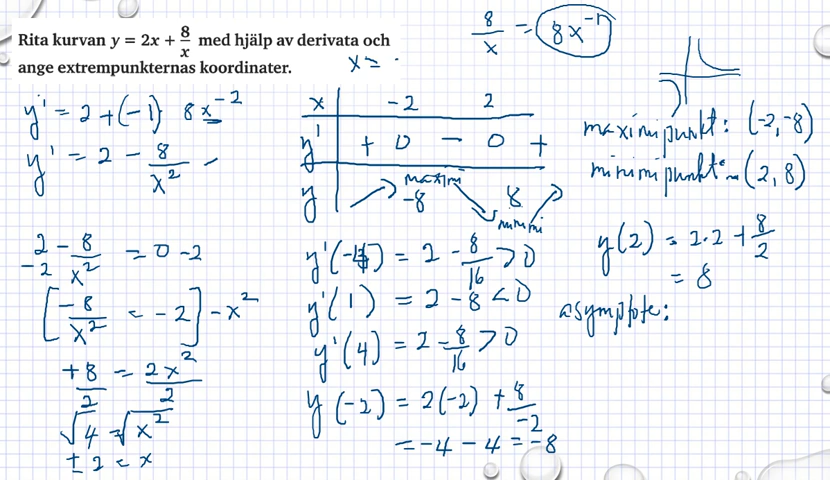 Rita kurvan y = 2x + 8/x med hjälp av derivata och
ange extrempunkternas koordinater.
x =
8/x = 8x⁻¹
y' = 2 + (-1) 8x⁻²
y' = 2 - 8/x²
2 - 8/x² = 0 - 2
-2
[-8/x² = -2] - x²
+8/2 = 2x²/2
√4 = √x²
± 2 = x
x -2 2
y' + 0 - 0 +
y maximi -8 8 minimi
y'(-4) = 2 - 8/16 > 0
y'(1) = 2 - 8 < 0
y'(4) = 2 - 8/16 > 0
y(-2) = 2(-2) + 8/-2
= -4 - 4 = -8
maximipunkt: (-2, -8)
minimipunkt: (2, 8)
y(2) = 2·2 + 8/2
= 8
asymptote: